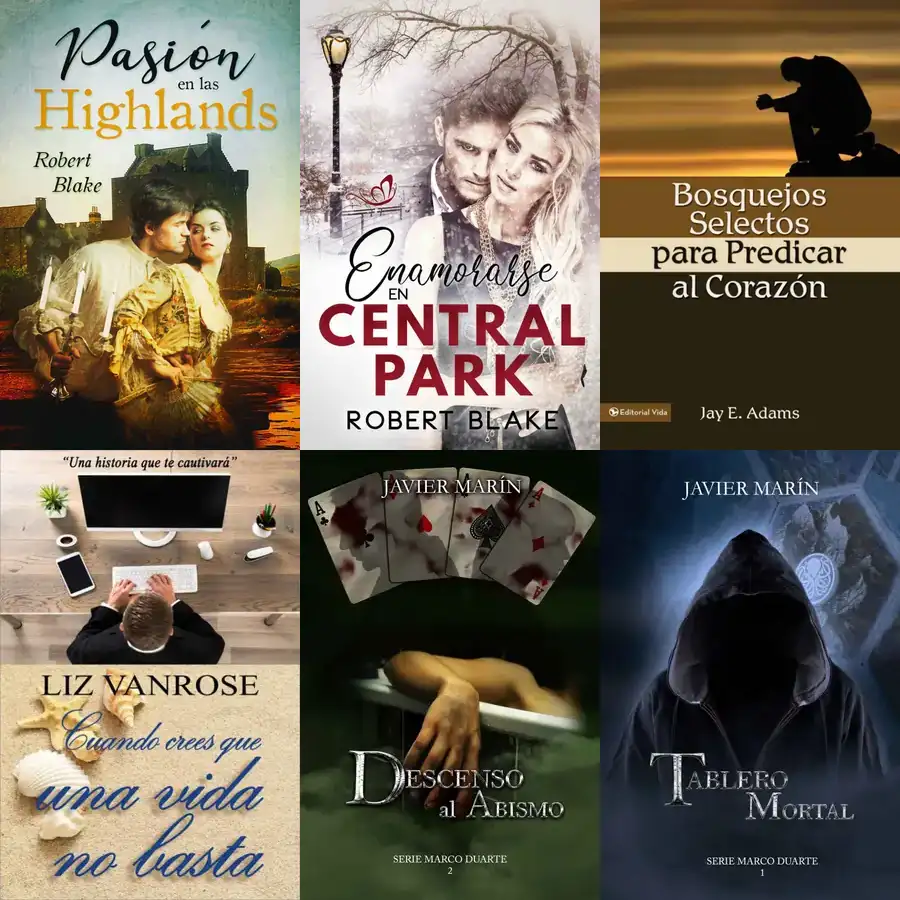 Pasión
en las
Highlands
Robert
Blake
Enamorarse
EN
CENTRAL
PARK
ROBERT BLAKE
Bosquejos
Selectos
para Predicar
al Corazón
Editorial Vida
Jay E. Adams
“Una historia que te cautivará”
LIZ VANROSE
Cuando crees que
una vida
no basta
JAVIER MARÍN
A
A
A
DESCENSO
al ABISMO
SERIE MARCO DUARTE
2
JAVIER MARÍN
TABLERO
MORTAL
SERIE MARCO DUARTE
1